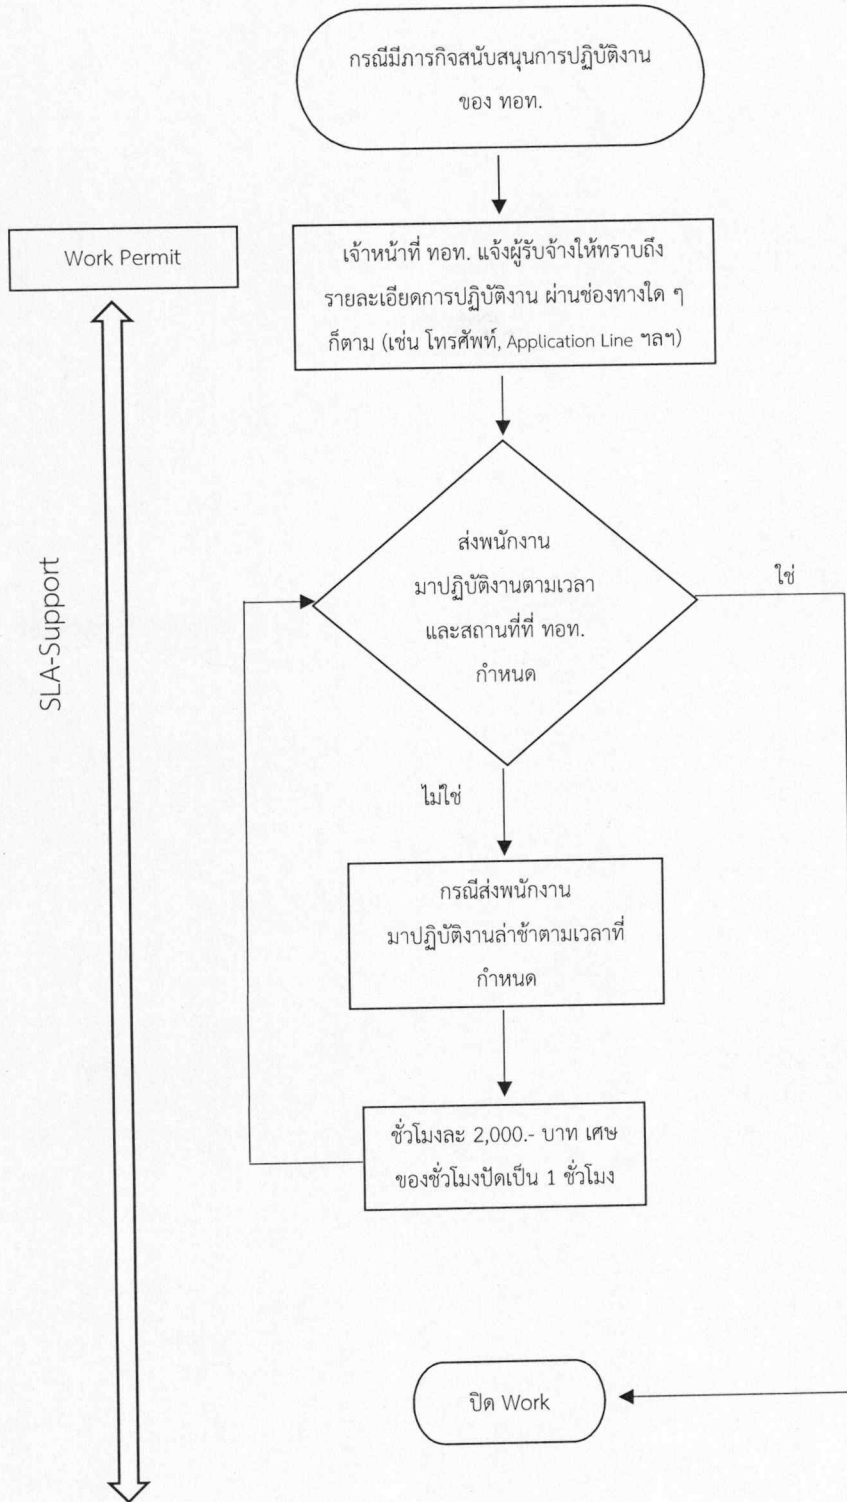 กรณีมีภารกิจสนับสนุนการปฏิบัติงาน
ของ ทอท.
Work Permit
เจ้าหน้าที่ ทอท. แจ้งผู้รับจ้างให้ทราบถึง
รายละเอียดการปฏิบัติงาน ผ่านช่องทางใด ๆ
ก็ตาม (เช่น โทรศัพท์, Application Line ฯลฯ)
SLA-Support
ส่งพนักงาน
มาปฏิบัติงานตามเวลา
และสถานที่ที่ ทอท.
กำหนด
ใช่
ไม่ใช่
กรณีส่งพนักงาน
มาปฏิบัติงานล่าช้าตามเวลาที่
กำหนด
ชั่วโมงละ 2,000.- บาท เศษ
ของชั่วโมงปัดเป็น 1 ชั่วโมง
ปิด Work